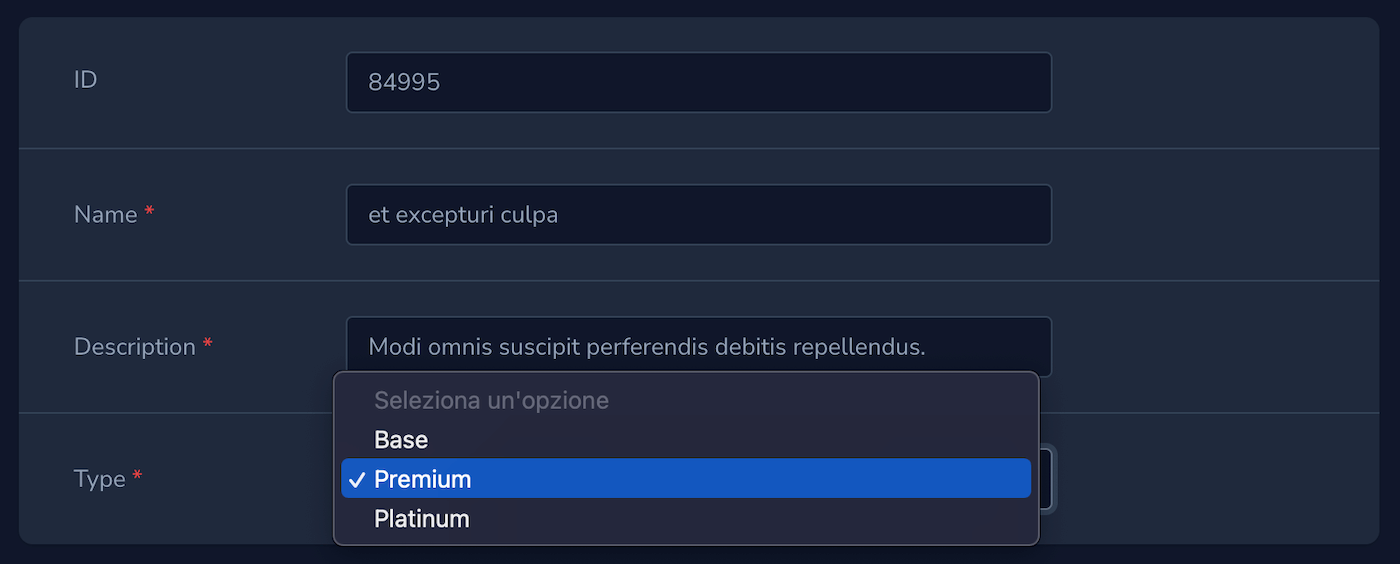 ID
84995
Name *
et excepturi culpa
Description *
Modi omnis suscipit perferendis debitis repellendus.
Type *
Seleziona un'opzione
Base
✓ Premium
Platinum